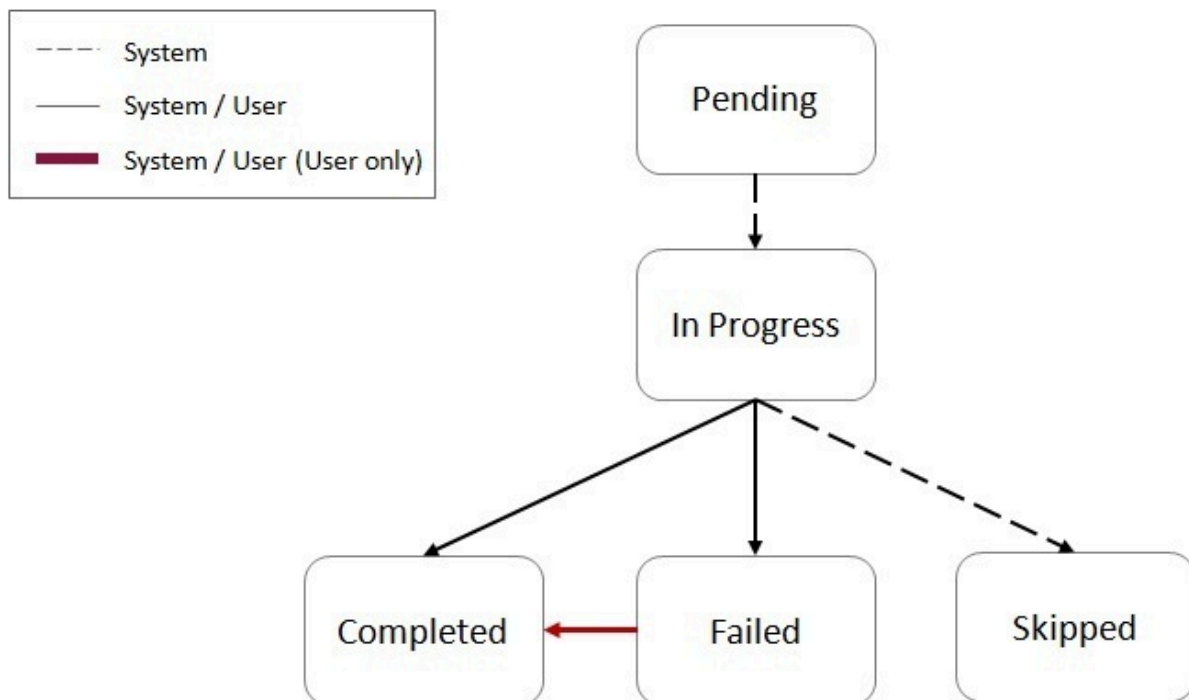 System
System / User
System / User (User only)
Pending
In Progress
Completed
Failed
Skipped